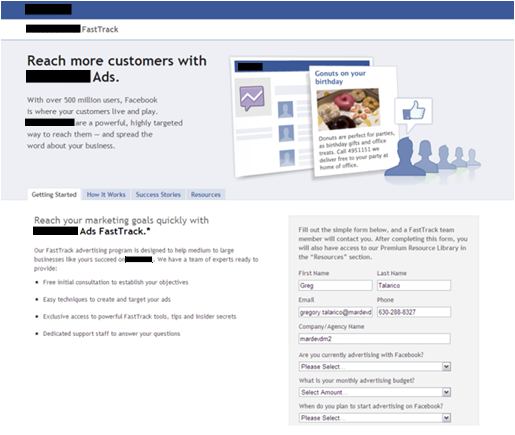 FastTrack
Reach more customers with
Ads.
With over 500 million users, Facebook
is where your customers live and play.
are a powerful, highly targeted
way to reach them — and spread the
word about your business.
Gonuts on your
birthday
Donuts are perfect for parties,
as birthday gifts and office
treats. Call 4951151 we
deliver free to your party at
home of office.
Getting Started How It Works Success Stories Resources
Reach your marketing goals quickly with
Ads FastTrack.*
Our FastTrack advertising program is designed to help medium to large
businesses like yours succeed on . We have a team of experts ready to
provide:
• Free initial consultation to establish your objectives
• Easy techniques to create and target your ads
• Exclusive access to powerful FastTrack tools, tips and insider secrets
• Dedicated support staff to answer your questions
Fill out the simple form below, and a FastTrack team
member will contact you. After completing this form, you
will also have access to our Premium Resource Library in
the "Resources" section.
First Name Last Name
Greg Talarico
Email Phone
gregory.talarico@mardevd 630-288-8327
Company/Agency Name
mardevdm2
Are you currently advertising with Facebook?
Please Select...
What is your monthly advertising budget?
Select Amount...
When do you plan to start advertising on Facebook?
Please Select...